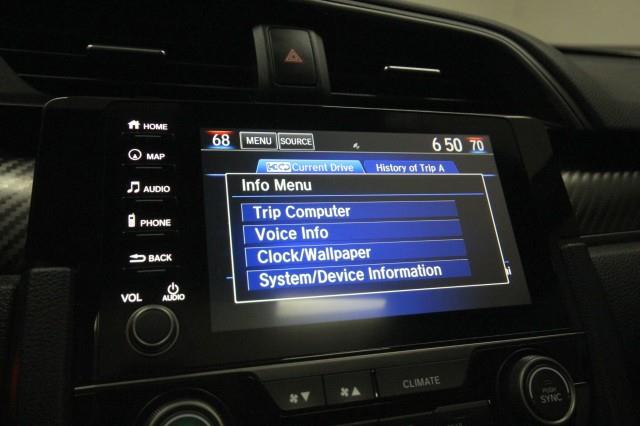 HOME
MAP
AUDIO
PHONE
BACK
VOL AUDIO
68 MENU SOURCE 6 50 70
Current Drive History of Trip A
Info Menu
Trip Computer
Voice Info
Clock/Wallpaper
System/Device Information
CLIMATE
PUSH
SYNC